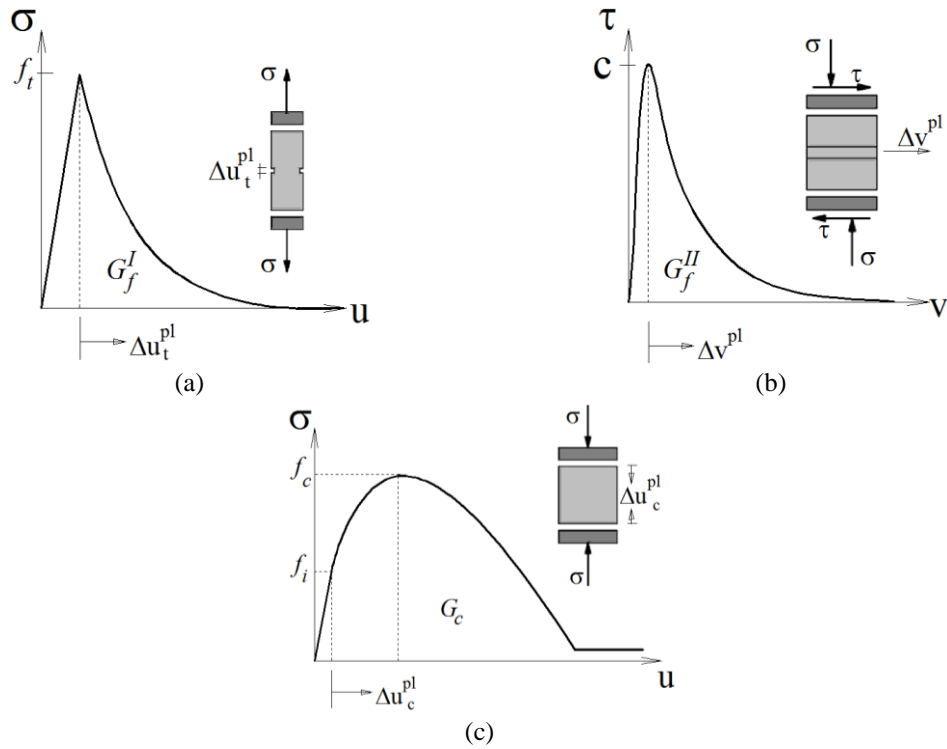 σ
f_t
σ
Δu_t^pl
σ
G_f^I
u
Δu_t^pl
(a)
τ
c
σ
τ
Δv^pl
τ
σ
G_f^II
v
Δv^pl
(b)
σ
f_c
f_i
σ
Δu_c^pl
σ
G_c
u
Δu_c^pl
(c)